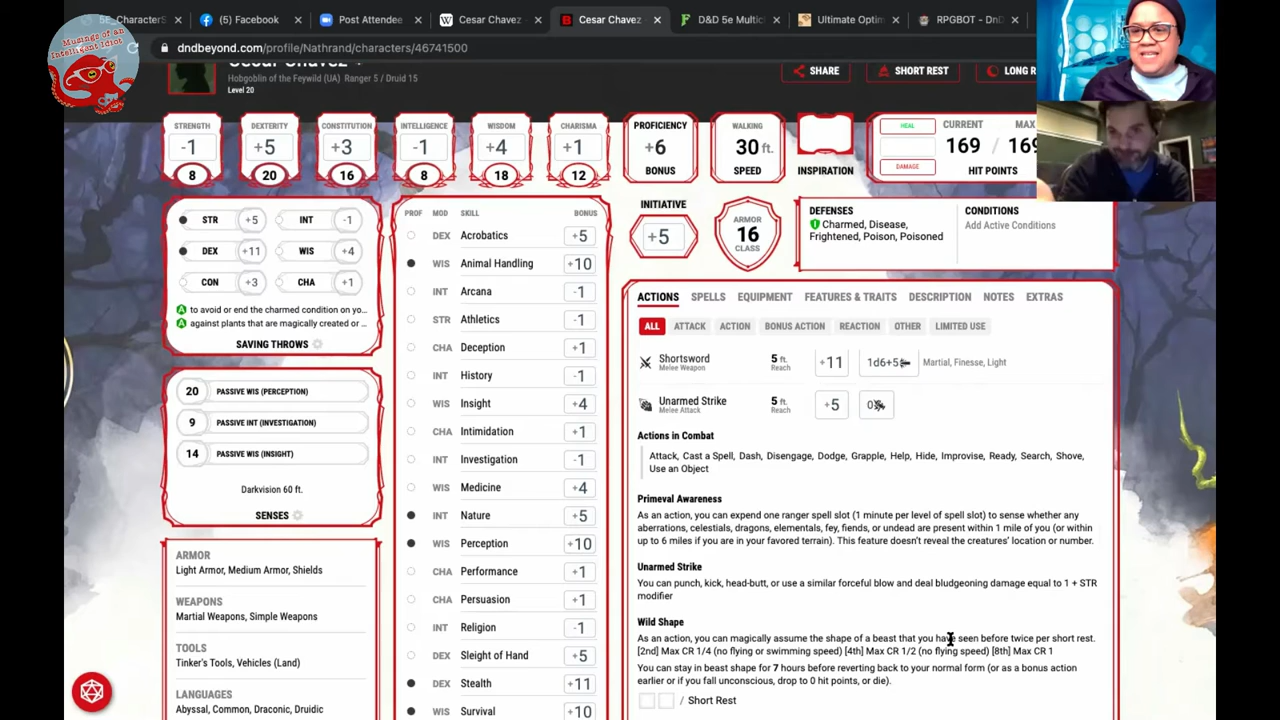 5E_CharacterS
(5) Facebook
Post Attendee
Cesar Chavez
Cesar Chavez
D&D 5e Multicl
Ultimate Optim
RPGBOT - DnD
Musings of an
Intelligent Idiot
dndbeyond.com/profile/Nathrand/characters/46741500
Cesar Chavez
Hobgoblin of the Feywild (UA) Ranger 5 / Druid 15
Level 20
SHARE
SHORT REST
LONG R
STRENGTH
-1
8
DEXTERITY
+5
20
CONSTITUTION
+3
16
INTELLIGENCE
-1
8
WISDOM
+4
18
CHARISMA
+1
12
PROFICIENCY
+6
BONUS
WALKING
30 ft.
SPEED
INSPIRATION
HEAL
DAMAGE
CURRENT
MAX
169 / 169
HIT POINTS
STR +5
INT -1
DEX +11
WIS +4
CON +3
CHA +1
to avoid or end the charmed condition on yo...
against plants that are magically created or ...
SAVING THROWS
20 PASSIVE WIS (PERCEPTION)
9 PASSIVE INT (INVESTIGATION)
14 PASSIVE WIS (INSIGHT)
Darkvision 60 ft.
SENSES
ARMOR
Light Armor, Medium Armor, Shields
WEAPONS
Martial Weapons, Simple Weapons
TOOLS
Tinker's Tools, Vehicles (Land)
LANGUAGES
Abyssal, Common, Draconic, Druidic
PROF MOD SKILL BONUS
DEX Acrobatics +5
WIS Animal Handling +10
INT Arcana -1
STR Athletics -1
CHA Deception +1
INT History -1
WIS Insight +4
CHA Intimidation +1
INT Investigation -1
WIS Medicine +4
INT Nature +5
WIS Perception +10
CHA Performance +1
CHA Persuasion +1
INT Religion -1
DEX Sleight of Hand +5
DEX Stealth +11
WIS Survival +10
INITIATIVE
+5
ARMOR
16
CLASS
DEFENSES
Charmed, Disease,
Frightened, Poison, Poisoned
CONDITIONS
Add Active Conditions
ACTIONS SPELLS EQUIPMENT FEATURES & TRAITS DESCRIPTION NOTES EXTRAS
ALL ATTACK ACTION BONUS ACTION REACTION OTHER LIMITED USE
Shortsword
Melee Weapon
5 ft.
Reach
+11
1d6+5
Martial, Finesse, Light
Unarmed Strike
Melee Attack
5 ft.
Reach
+5
0
Actions in Combat
Attack, Cast a Spell, Dash, Disengage, Dodge, Grapple, Help, Hide, Improvise, Ready, Search, Shove,
Use an Object
Primeval Awareness
As an action, you can expend one ranger spell slot (1 minute per level of spell slot) to sense whether any
aberrations, celestials, dragons, elementals, fey, fiends, or undead are present within 1 mile of you (or within
up to 6 miles if you are in your favored terrain). This feature doesn't reveal the creatures' location or number.
Unarmed Strike
You can punch, kick, head-butt, or use a similar forceful blow and deal bludgeoning damage equal to 1 + STR
modifier
Wild Shape
As an action, you can magically assume the shape of a beast that you have seen before twice per short rest.
[2nd] Max CR 1/4 (no flying or swimming speed) [4th] Max CR 1/2 (no flying speed) [8th] Max CR 1
You can stay in beast shape for 7 hours before reverting back to your normal form (or as a bonus action
earlier or if you fall unconscious, drop to 0 hit points, or die).
/ Short Rest